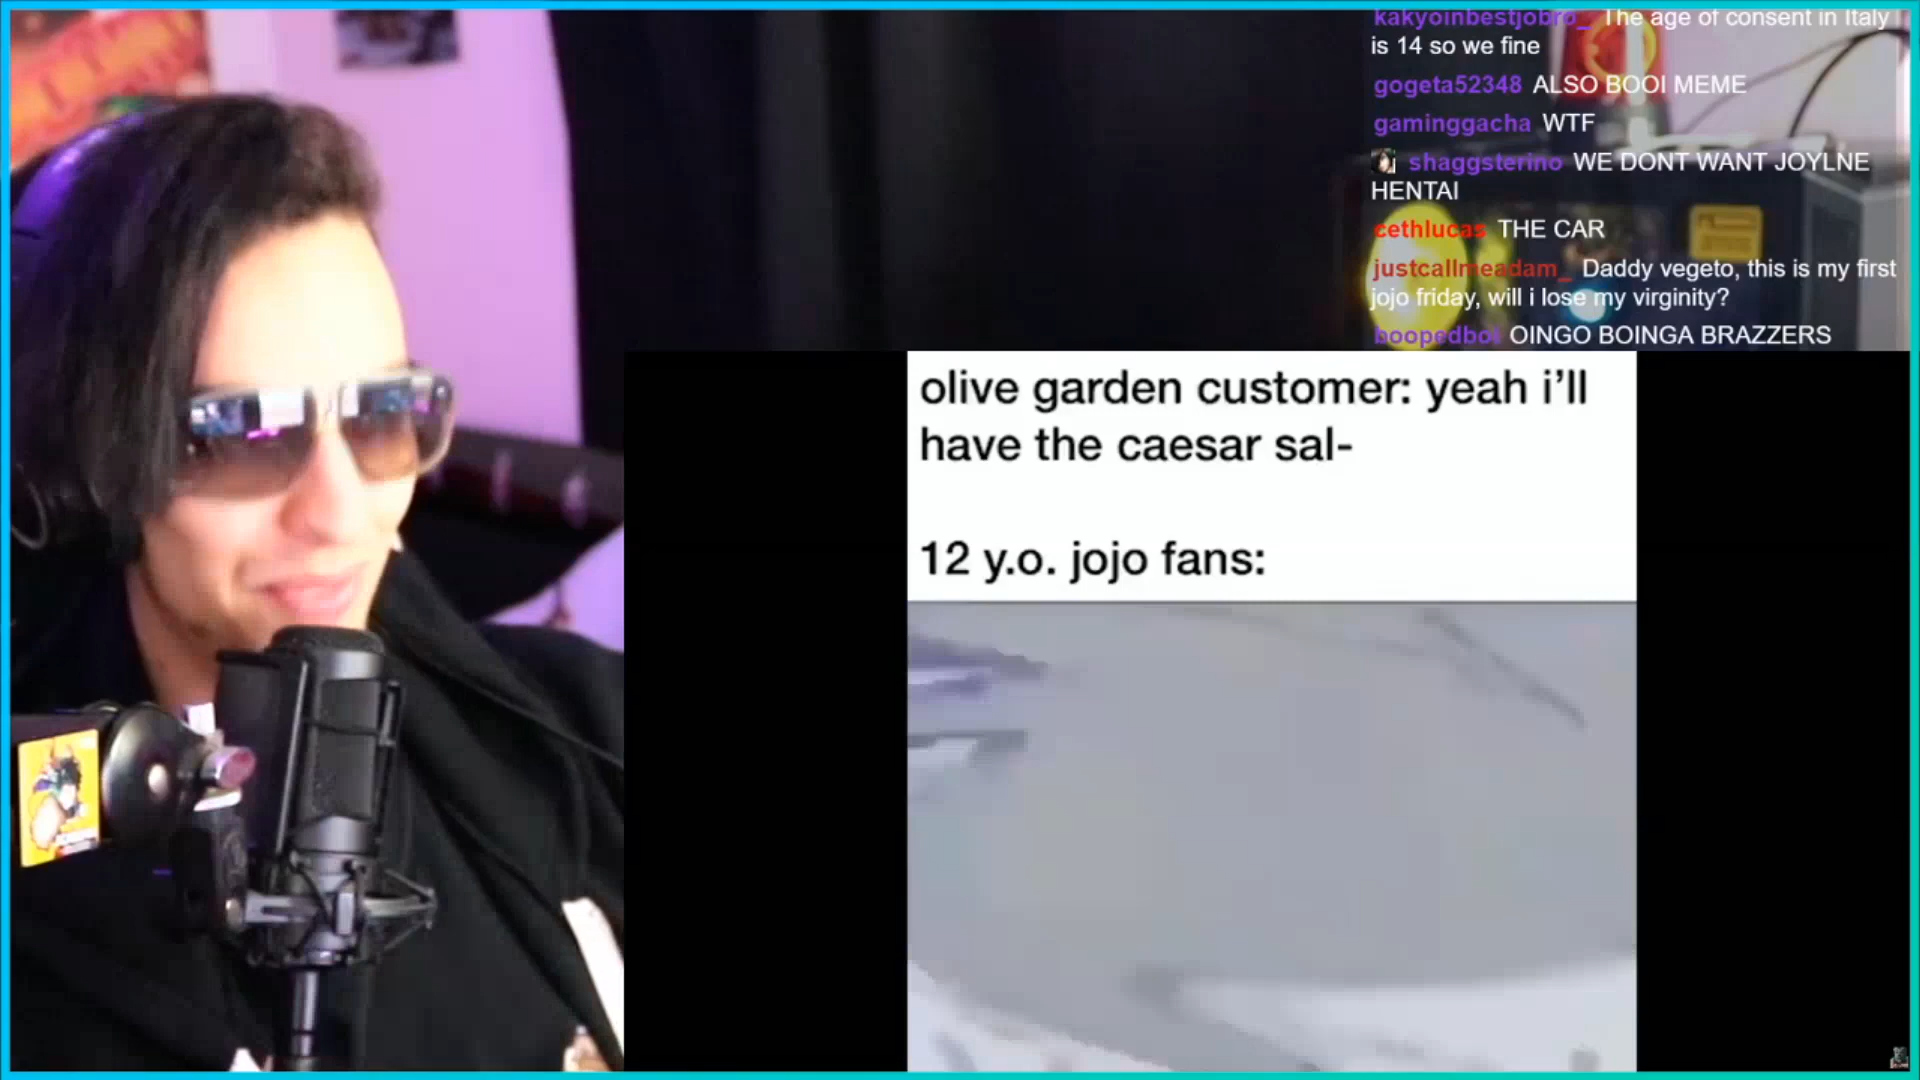 kakyoinbestjobro_ The age of consent in Italy
is 14 so we fine
gogeta52348 ALSO BOOI MEME
gaminggacha WTF
shaggsterino WE DONT WANT JOYLNE
HENTAI
cethlucas THE CAR
justcallmeadam_ Daddy vegeto, this is my first
jojo friday, will i lose my virginity?
boopedboi OINGO BOINGA BRAZZERS
olive garden customer: yeah i’ll
have the caesar sal-
12 y.o. jojo fans: